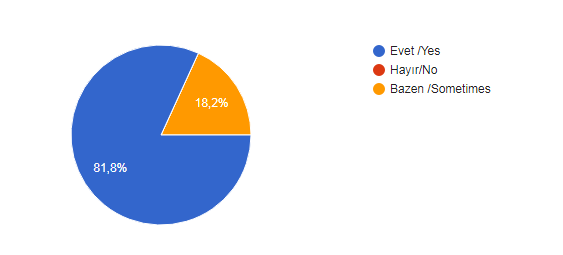 Evet /Yes
Hayır/No
Bazen /Sometimes
18,2%
81,8%